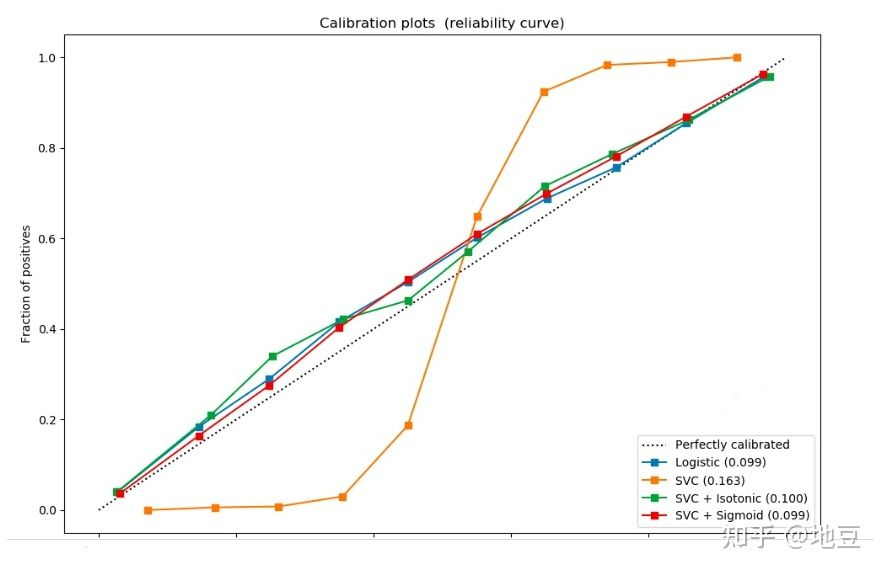 Calibration plots (reliability curve)
1.0
0.8
0.6
0.4
0.2
0.0
Fraction of positives
Perfectly calibrated
Logistic (0.099)
SVC (0.163)
SVC + Isotonic (0.100)
SVC + Sigmoid (0.099)
知乎 @地豆